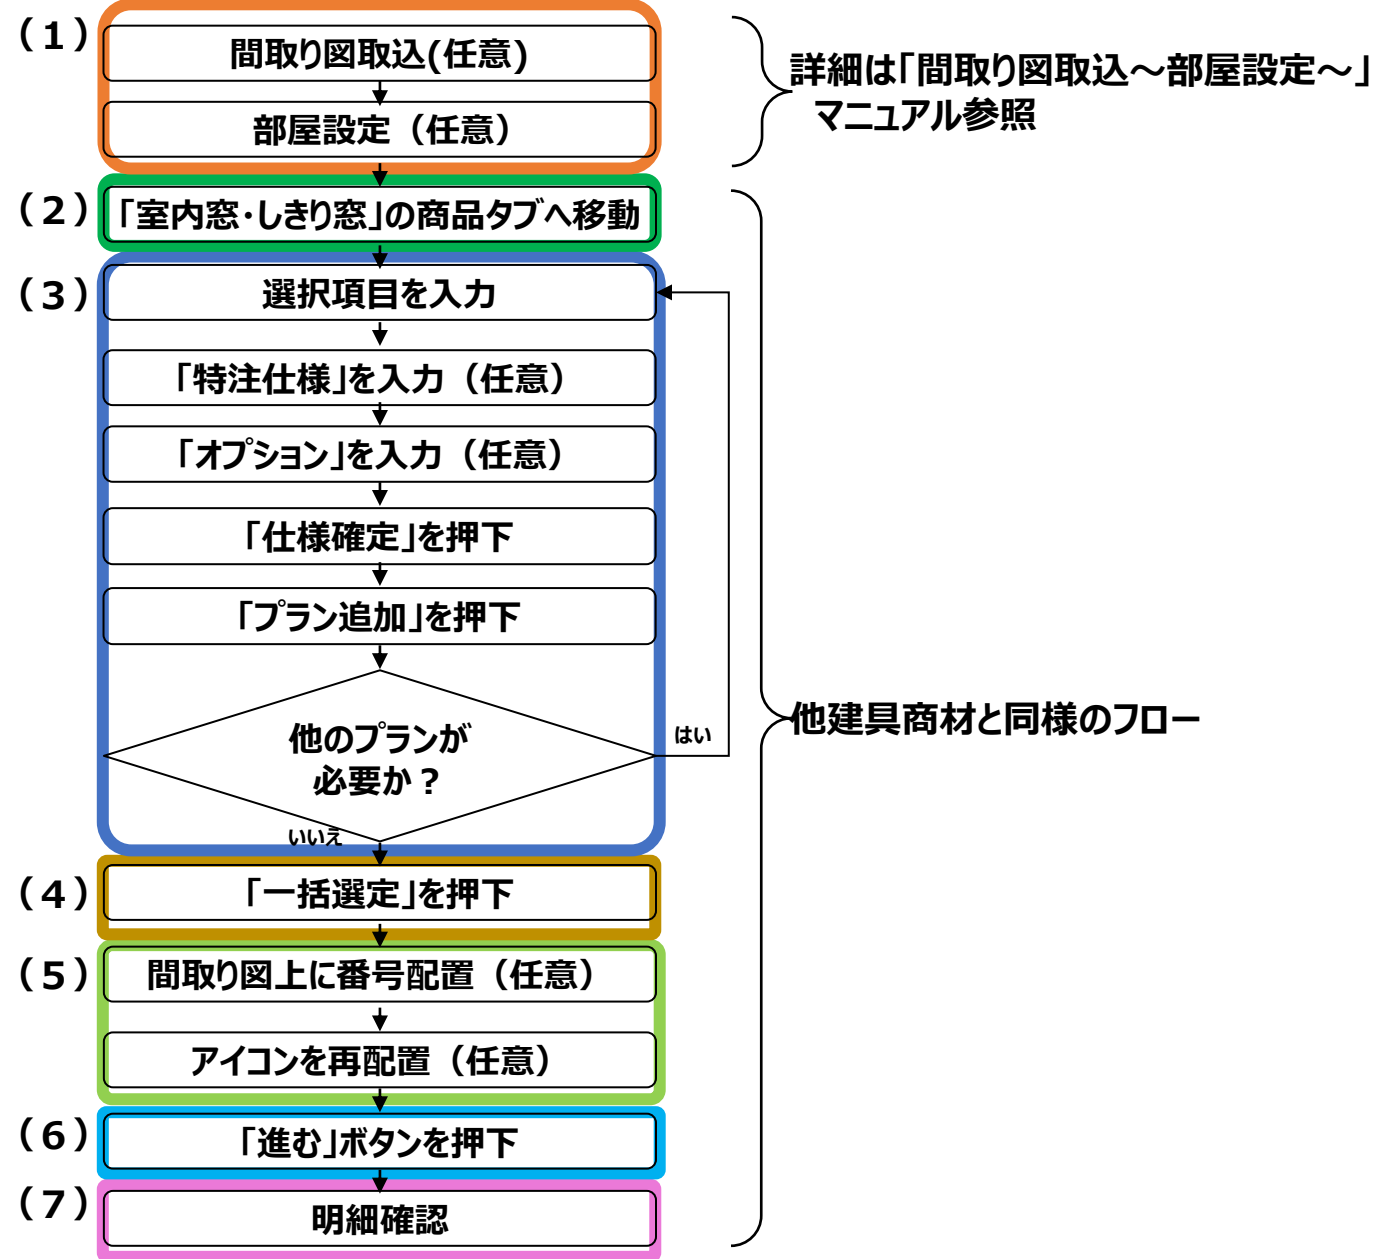 （1）
間取り図取込(任意)
部屋設定（任意）
詳細は「間取り図取込～部屋設定～」
マニュアル参照
（2）
「室内窓・しきり窓」の商品タブへ移動
（3）
選択項目を入力
「特注仕様」を入力（任意）
「オプション」を入力（任意）
「仕様確定」を押下
「プラン追加」を押下
他のプランが
必要か？
はい
いいえ
他建具商材と同様のフロー
（4）
「一括選定」を押下
（5）
間取り図上に番号配置（任意）
アイコンを再配置（任意）
（6）
「進む」ボタンを押下
（7）
明細確認